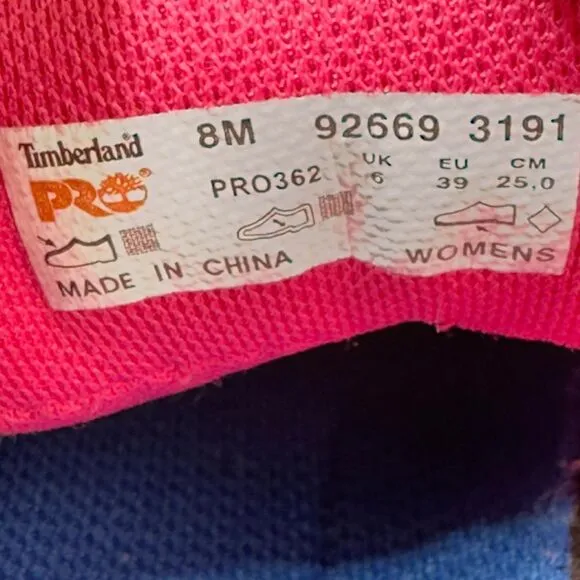 Timberland 8M 92669 3191
PRO PRO362 UK EU CM
6 39 25,0
MADE IN CHINA WOMENS